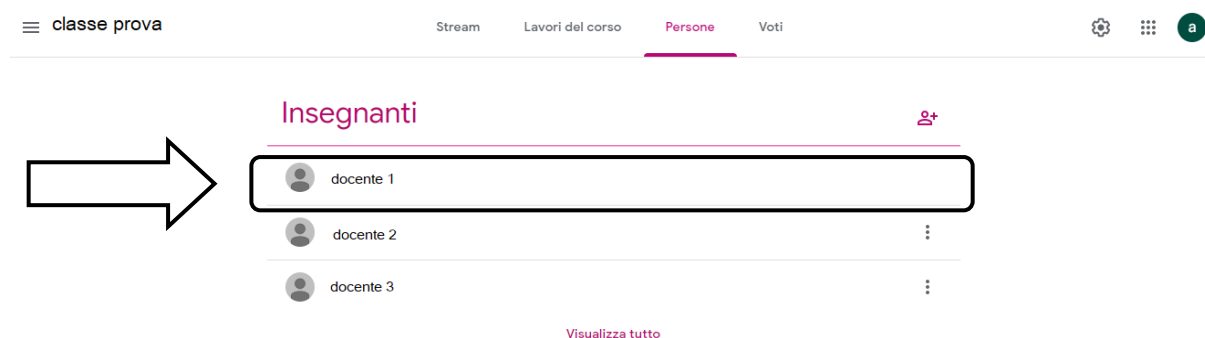 classe prova
Stream Lavori del corso Persone Voti
a
Insegnanti
docente 1
docente 2
docente 3
Visualizza tutto